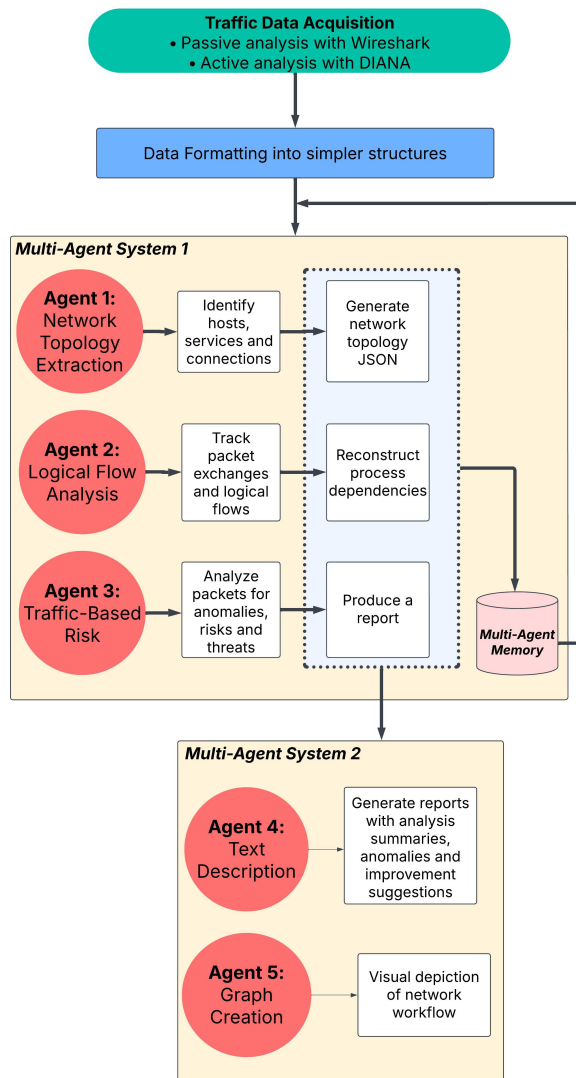 Traffic Data Acquisition
• Passive analysis with Wireshark
• Active analysis with DIANA
Data Formatting into simpler structures
Multi-Agent System 1
Agent 1:
Network
Topology
Extraction
Identify
hosts,
services and
connections
Generate
network
topology
JSON
Agent 2:
Logical Flow
Analysis
Track
packet
exchanges
and logical
flows
Reconstruct
process
dependencies
Agent 3:
Traffic-Based
Risk
Analyze
packets for
anomalies,
risks and
threats
Produce a
report
Multi-Agent
Memory
Multi-Agent System 2
Agent 4:
Text
Description
Generate reports
with analysis
summaries,
anomalies and
improvement
suggestions
Agent 5:
Graph
Creation
Visual depiction
of network
workflow